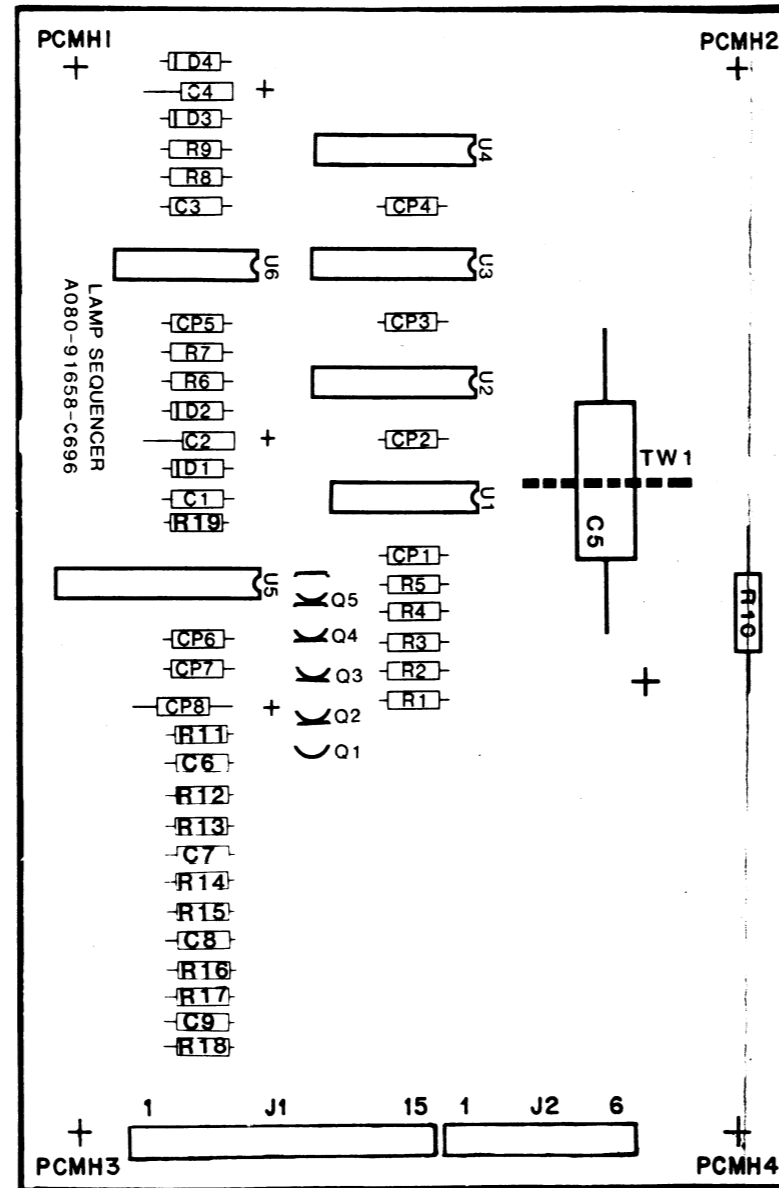 PCMH1
PCMH2
D4
C4 +
D3
R9
R8
C3
U4
CP4
U6
U3
LAMP SEQUENCER
A080-91658-C696
CP5
CP3
R7
R6
U2
D2
C2 +
CP2
D1
TW1
C1
U1
R19
C5
CP1
U5
R5
Q5
R4
R10
CP6
Q4
R3
CP7
Q3
R2
CP8 +
Q2
R1
R11
Q1
C6
R12
R13
C7
R14
R15
C8
R16
R17
C9
R18
1 J1 15
1 J2 6
PCMH3
PCMH4